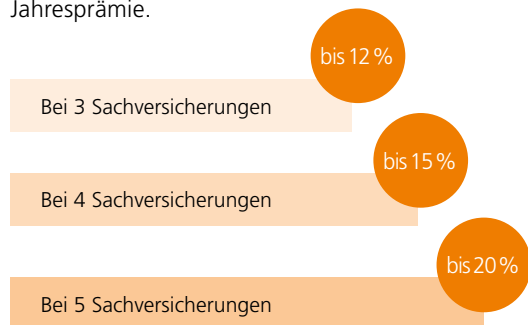 Jahresprämie.
bis 12 %
Bei 3 Sachversicherungen
bis 15 %
Bei 4 Sachversicherungen
bis 20 %
Bei 5 Sachversicherungen